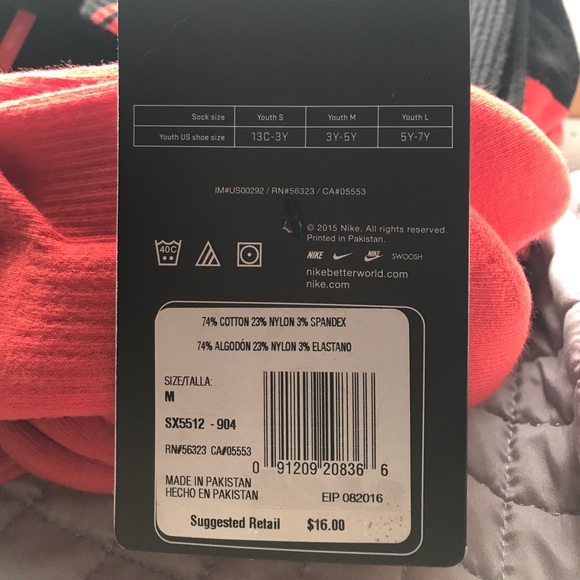 Sock size Youth S Youth M Youth L
Youth US shoe size 13C-3Y 3Y-5Y 5Y-7Y
IM#US00292 / RN#56323 / CA#05553
© 2015 Nike. All rights reserved.
Printed in Pakistan.
40C
NIKE NIKE SWOOSH
nikebetterworld.com
nike.com
74% COTTON 23% NYLON 3% SPANDEX
74% ALGODÓN 23% NYLON 3% ELASTANO
SIZE/TALLA:
M
SX5512 - 904
RN#56323 CA#05553
0 91209 20836 6
MADE IN PAKISTAN
HECHO EN PAKISTAN
EIP 082016
Suggested Retail $16.00